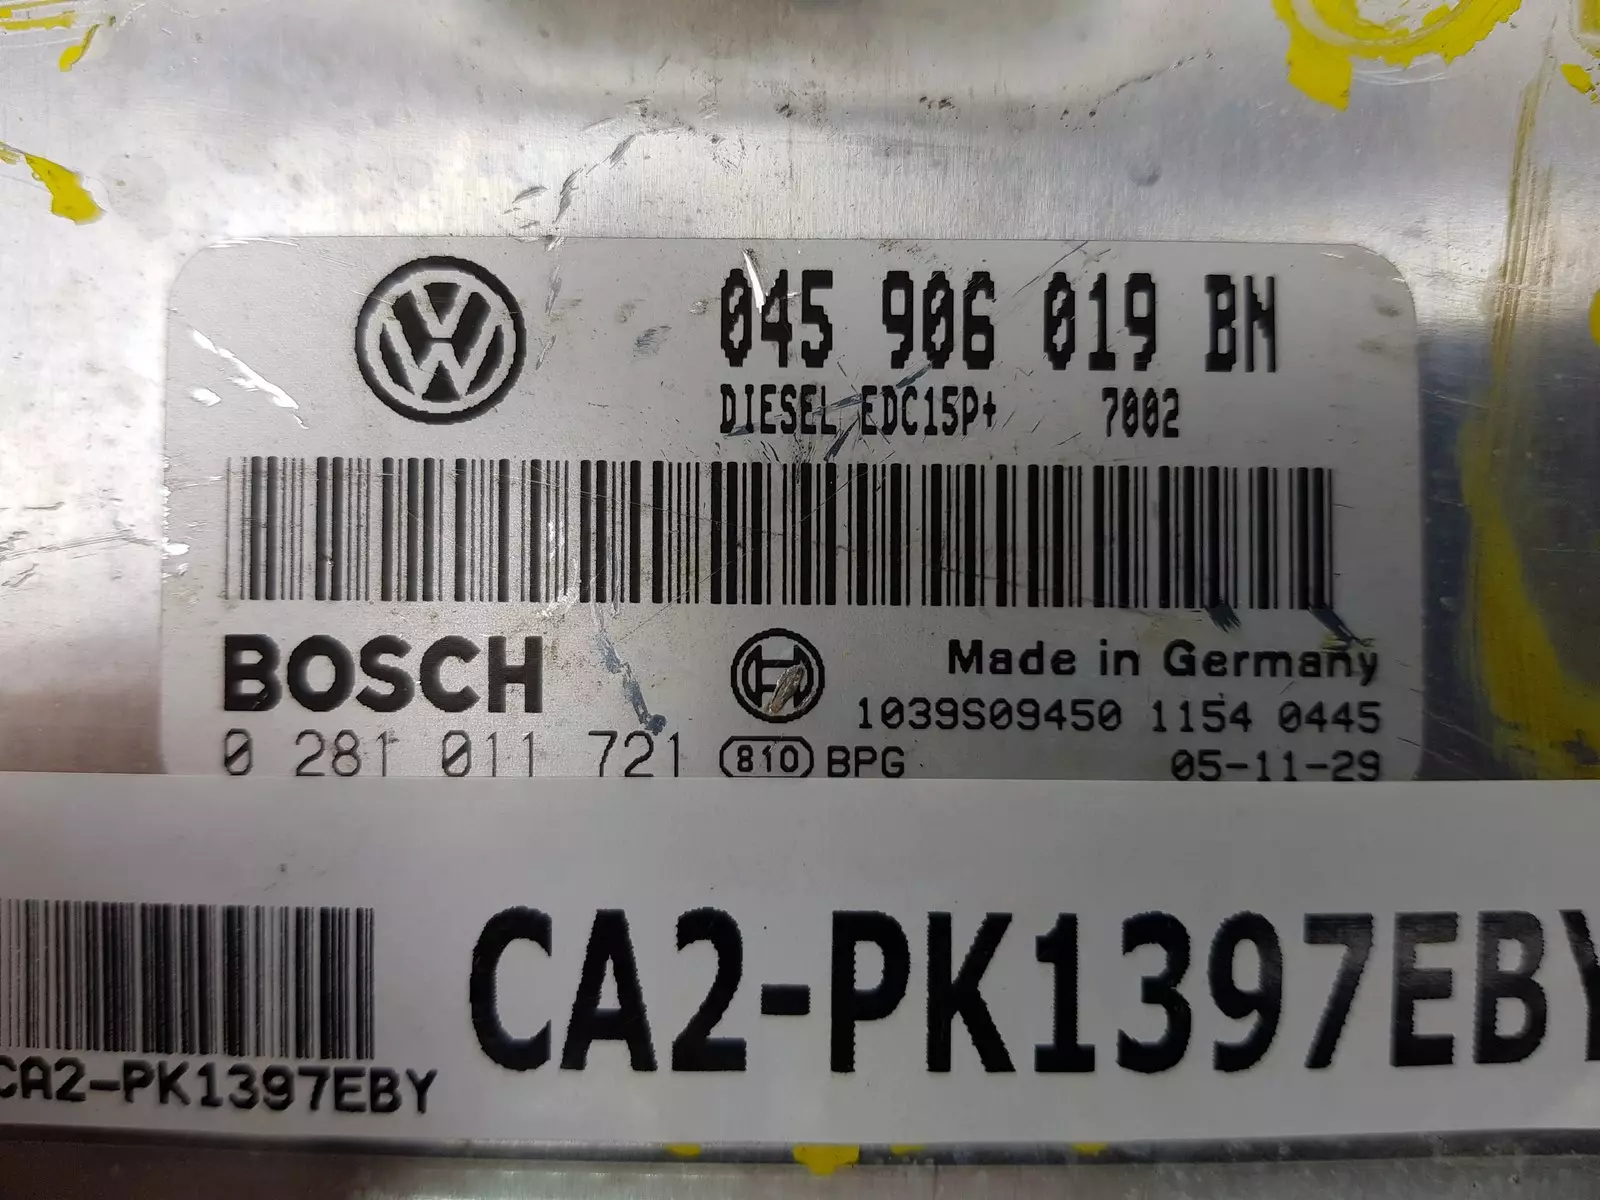 045 906 019 BN
DIESEL EDC15P+ 7002
BOSCH
Made in Germany
1039S09450 1154 0445
0 281 011 721 810 BPG 05-11-29
CA2-PK1397EBY
CA2-PK1397EBY